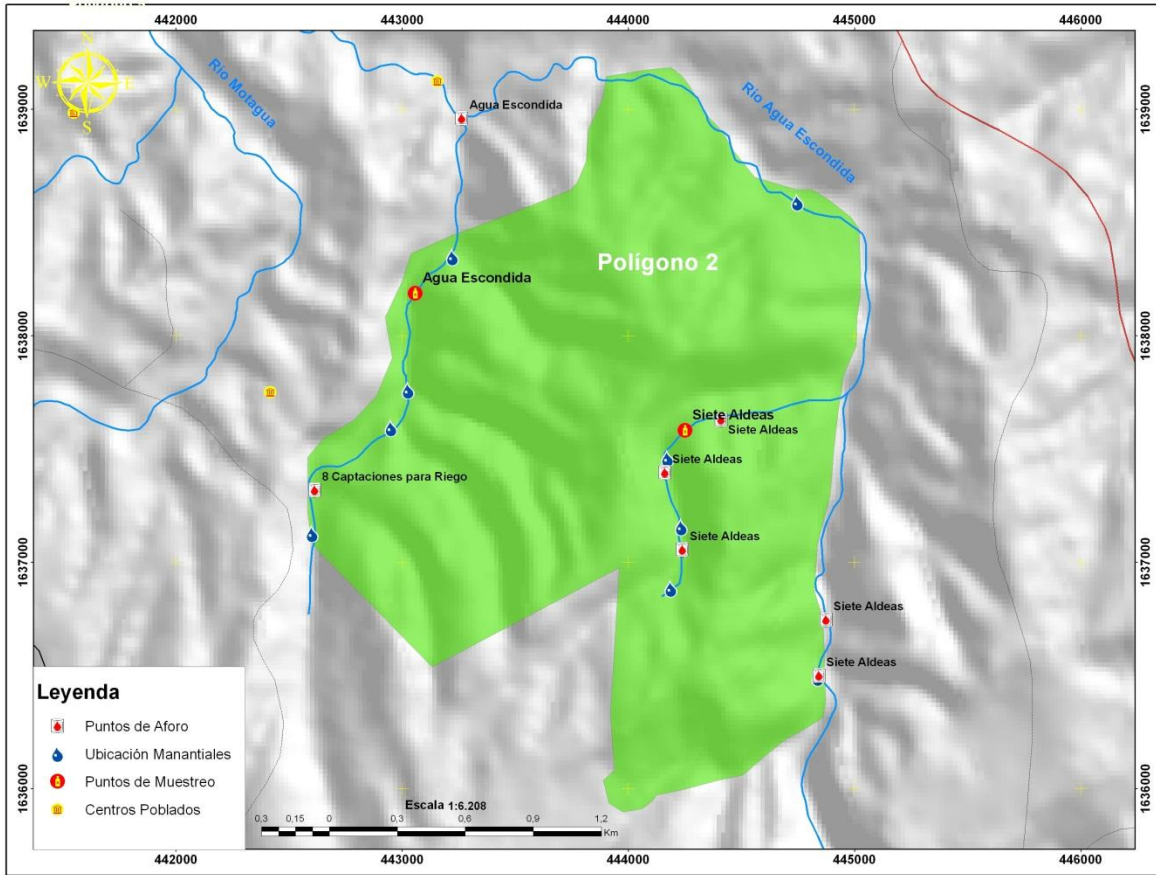 442000 443000 444000 445000 446000
N
W E
S
1639000 1639000
Río Motagua
Agua Escondida
Río Agua Escondida
Polígono 2
Agua Escondida
1638000 1638000
Siete Aldeas
Siete Aldeas
Siete Aldeas
8 Captaciones para Riego
Siete Aldeas
1637000 1637000
Siete Aldeas
Siete Aldeas
Leyenda
Puntos de Aforo
Ubicación Manantiales
Puntos de Muestreo
Centros Poblados
1636000 1636000
Escala 1:6.208
0,3 0,15 0 0,3 0,6 0,9 1,2
Km
442000 443000 444000 445000 446000